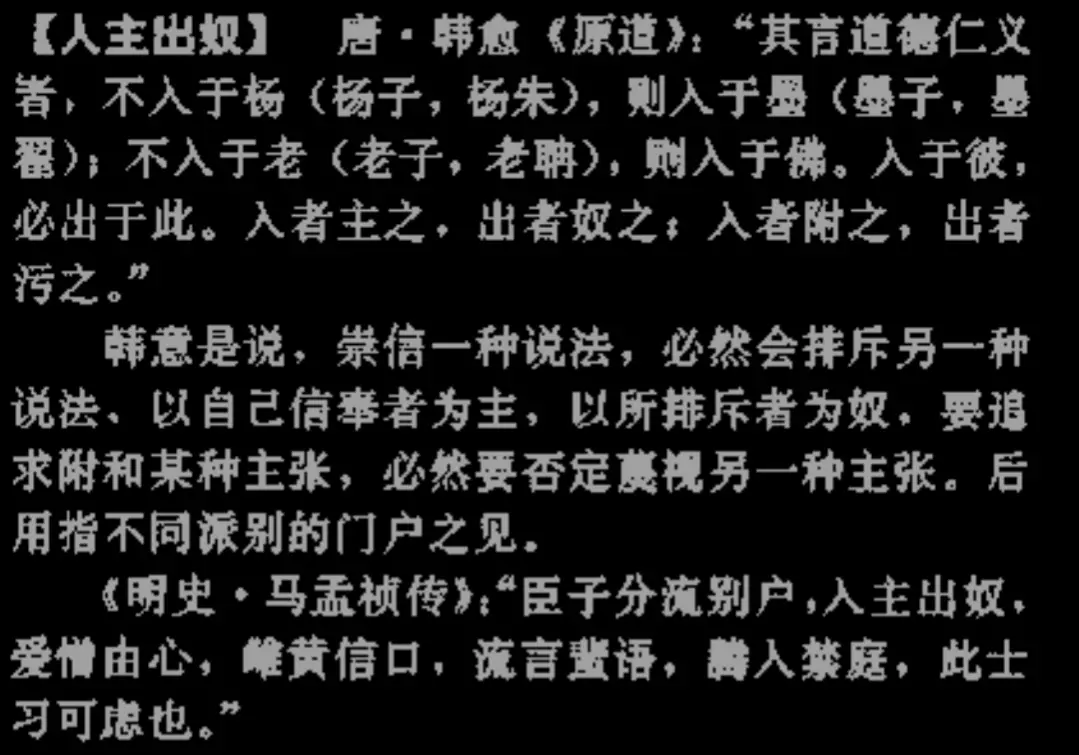 【人主出奴】 唐·韩愈《原道》：“其言道德仁义
者，不入于杨（杨子，杨朱），则入于墨（墨子，墨
翟）；不入于老（老子，老聃），则入于佛。入于彼，
必出于此。入者主之，出者奴之；入者附之，出者
污之。”
韩意是说，崇信一种说法，必然会排斥另一种
说法、以自己信奉者为主，以所排斥者为奴，要追
求附和某种主张，必然要否定蔑视另一种主张。后
用指不同派别的门户之见。
《明史·马孟祯传》：“臣子分流别户，入主出奴，
爱憎由心，雌黄信口，流言蜚语，腾入禁庭，此士
习可虑也。”